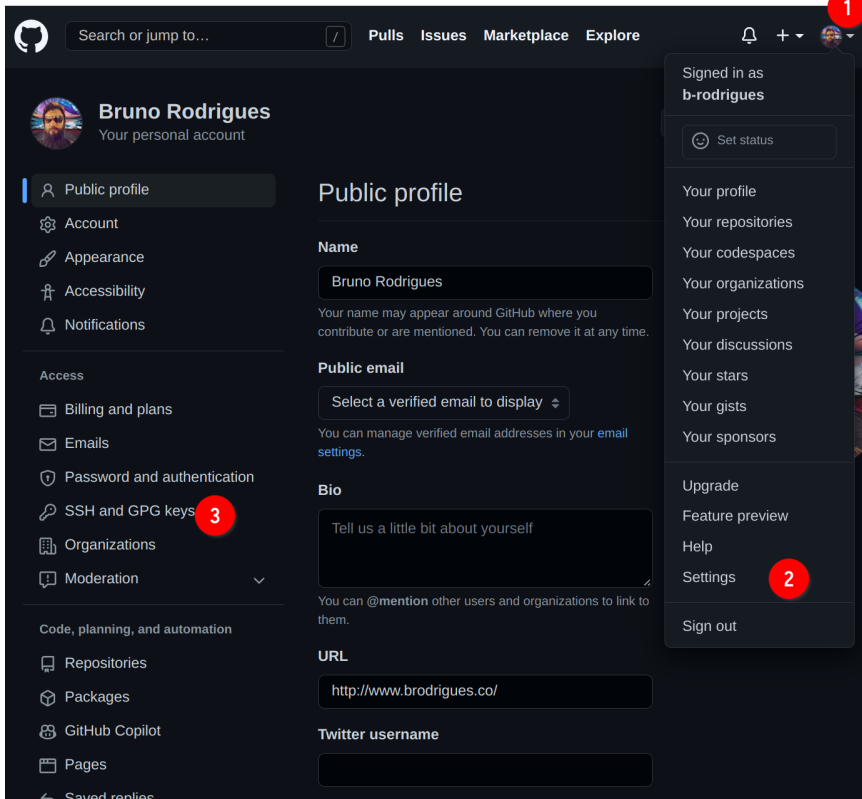 1
Search or jump to…
/
Pulls
Issues
Marketplace
Explore
Signed in as
b-rodrigues
Set status
Your profile
Your repositories
Your codespaces
Your organizations
Your projects
Your discussions
Your stars
Your gists
Your sponsors
Upgrade
Feature preview
Help
Settings
2
Sign out
Bruno Rodrigues
Your personal account
Public profile
Account
Appearance
Accessibility
Notifications
Access
Billing and plans
Emails
Password and authentication
SSH and GPG keys
3
Organizations
Moderation
Code, planning, and automation
Repositories
Packages
GitHub Copilot
Pages
Saved replies
Public profile
Name
Bruno Rodrigues
Your name may appear around GitHub where you
contribute or are mentioned. You can remove it at any time.
Public email
Select a verified email to display
You can manage verified email addresses in your email
settings.
Bio
Tell us a little bit about yourself
You can @mention other users and organizations to link to
them.
URL
http://www.brodrigues.co/
Twitter username